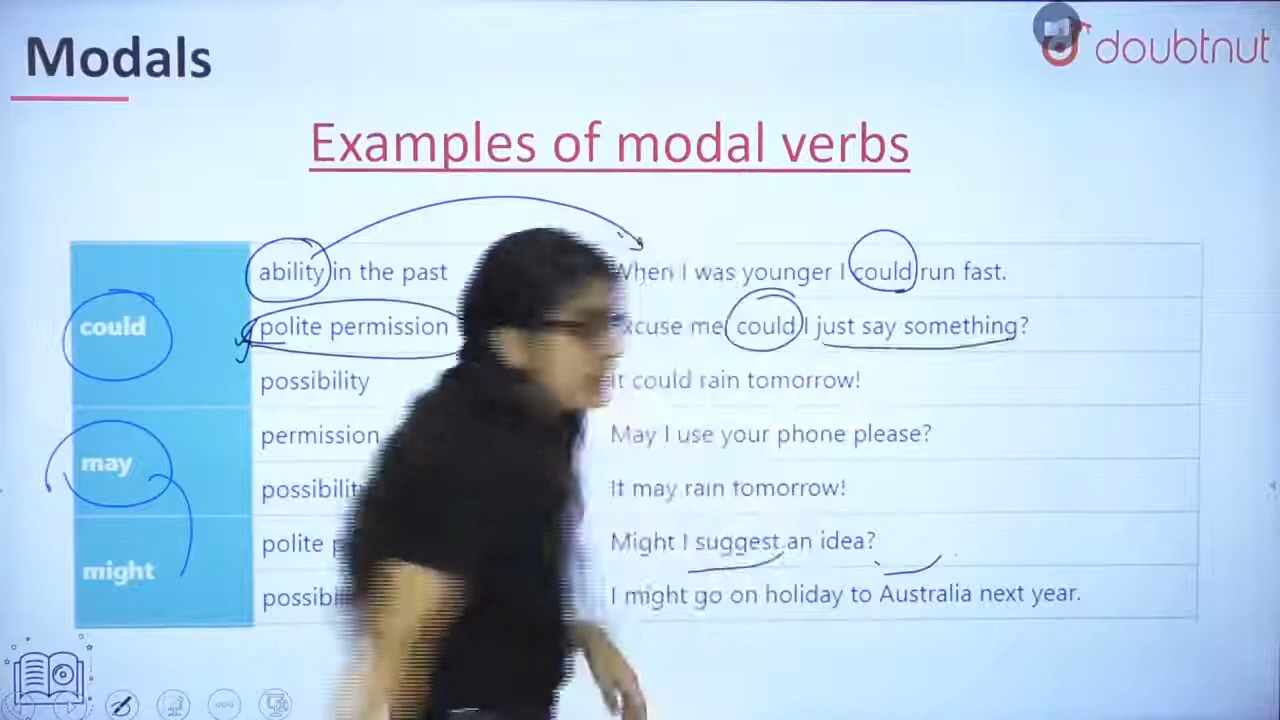 Modals
doubtnut
Examples of modal verbs
could
ability in the past
When I was younger I could run fast.
polite permission
Excuse me could I just say something?
possibility
It could rain tomorrow!
may
permission
May I use your phone please?
possibility
It may rain tomorrow!
might
polite
Might I suggest an idea?
I might go on holiday to Australia next year.